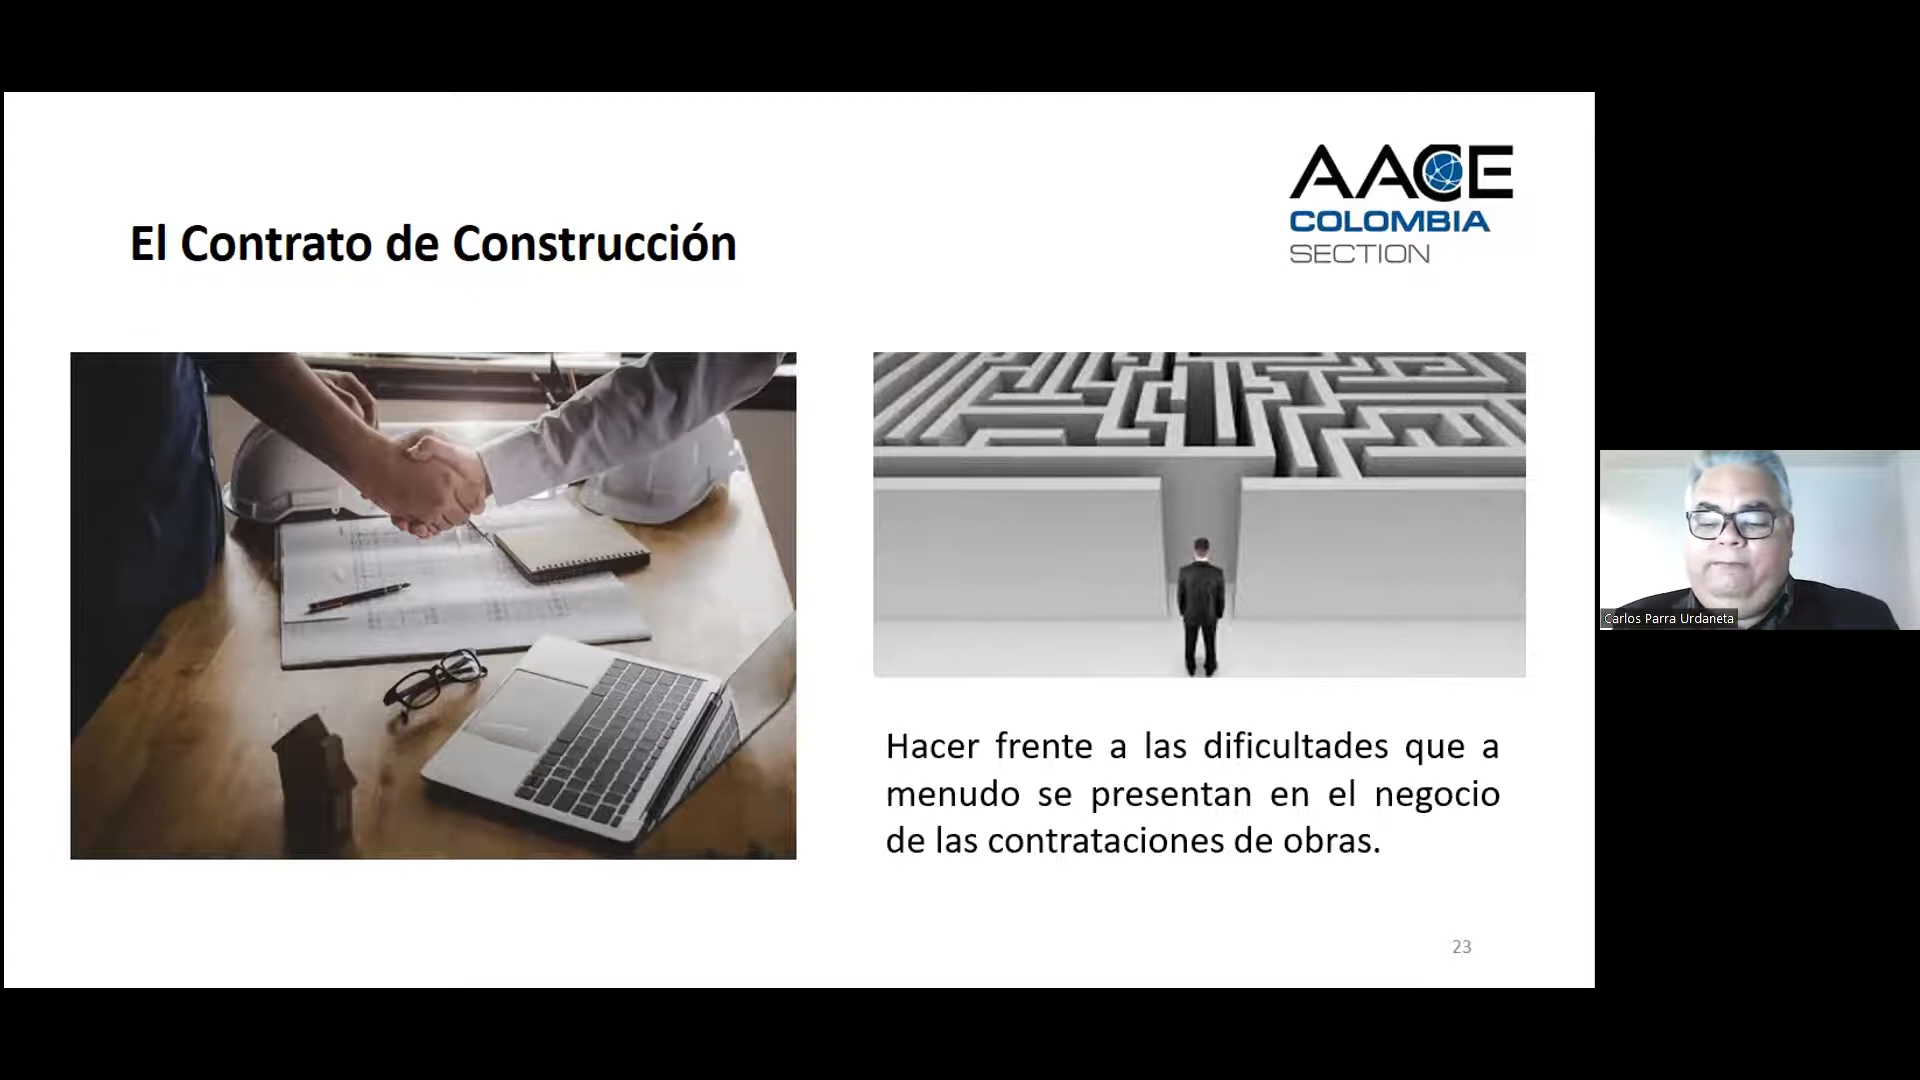 AACE
COLOMBIA
SECTION
El Contrato de Construcción
Hacer frente a las dificultades que a
menudo se presentan en el negocio
de las contrataciones de obras.
23
Carlos Parra Urdaneta